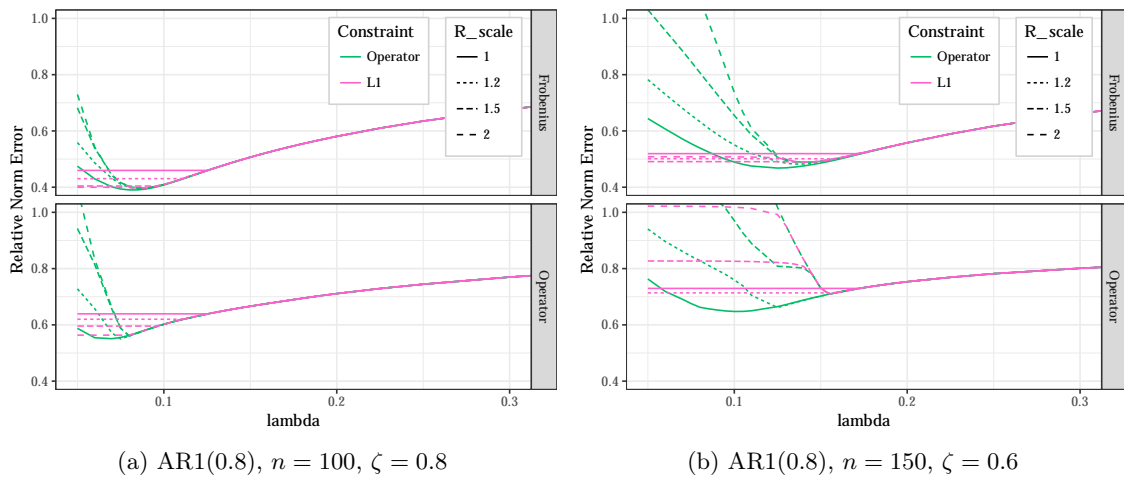 1.0
0.8
0.6
0.4
Constraint
Operator
L1
R_scale
1
1.2
1.5
2
Frobenius
1.0
0.8
0.6
0.4
Operator
Relative Norm Error
0.1
0.2
0.3
lambda
(a) AR1(0.8), n = 100, ζ = 0.8
1.0
0.8
0.6
0.4
Constraint
Operator
L1
R_scale
1
1.2
1.5
2
Frobenius
1.0
0.8
0.6
0.4
Operator
Relative Norm Error
0.1
0.2
0.3
lambda
(b) AR1(0.8), n = 150, ζ = 0.6